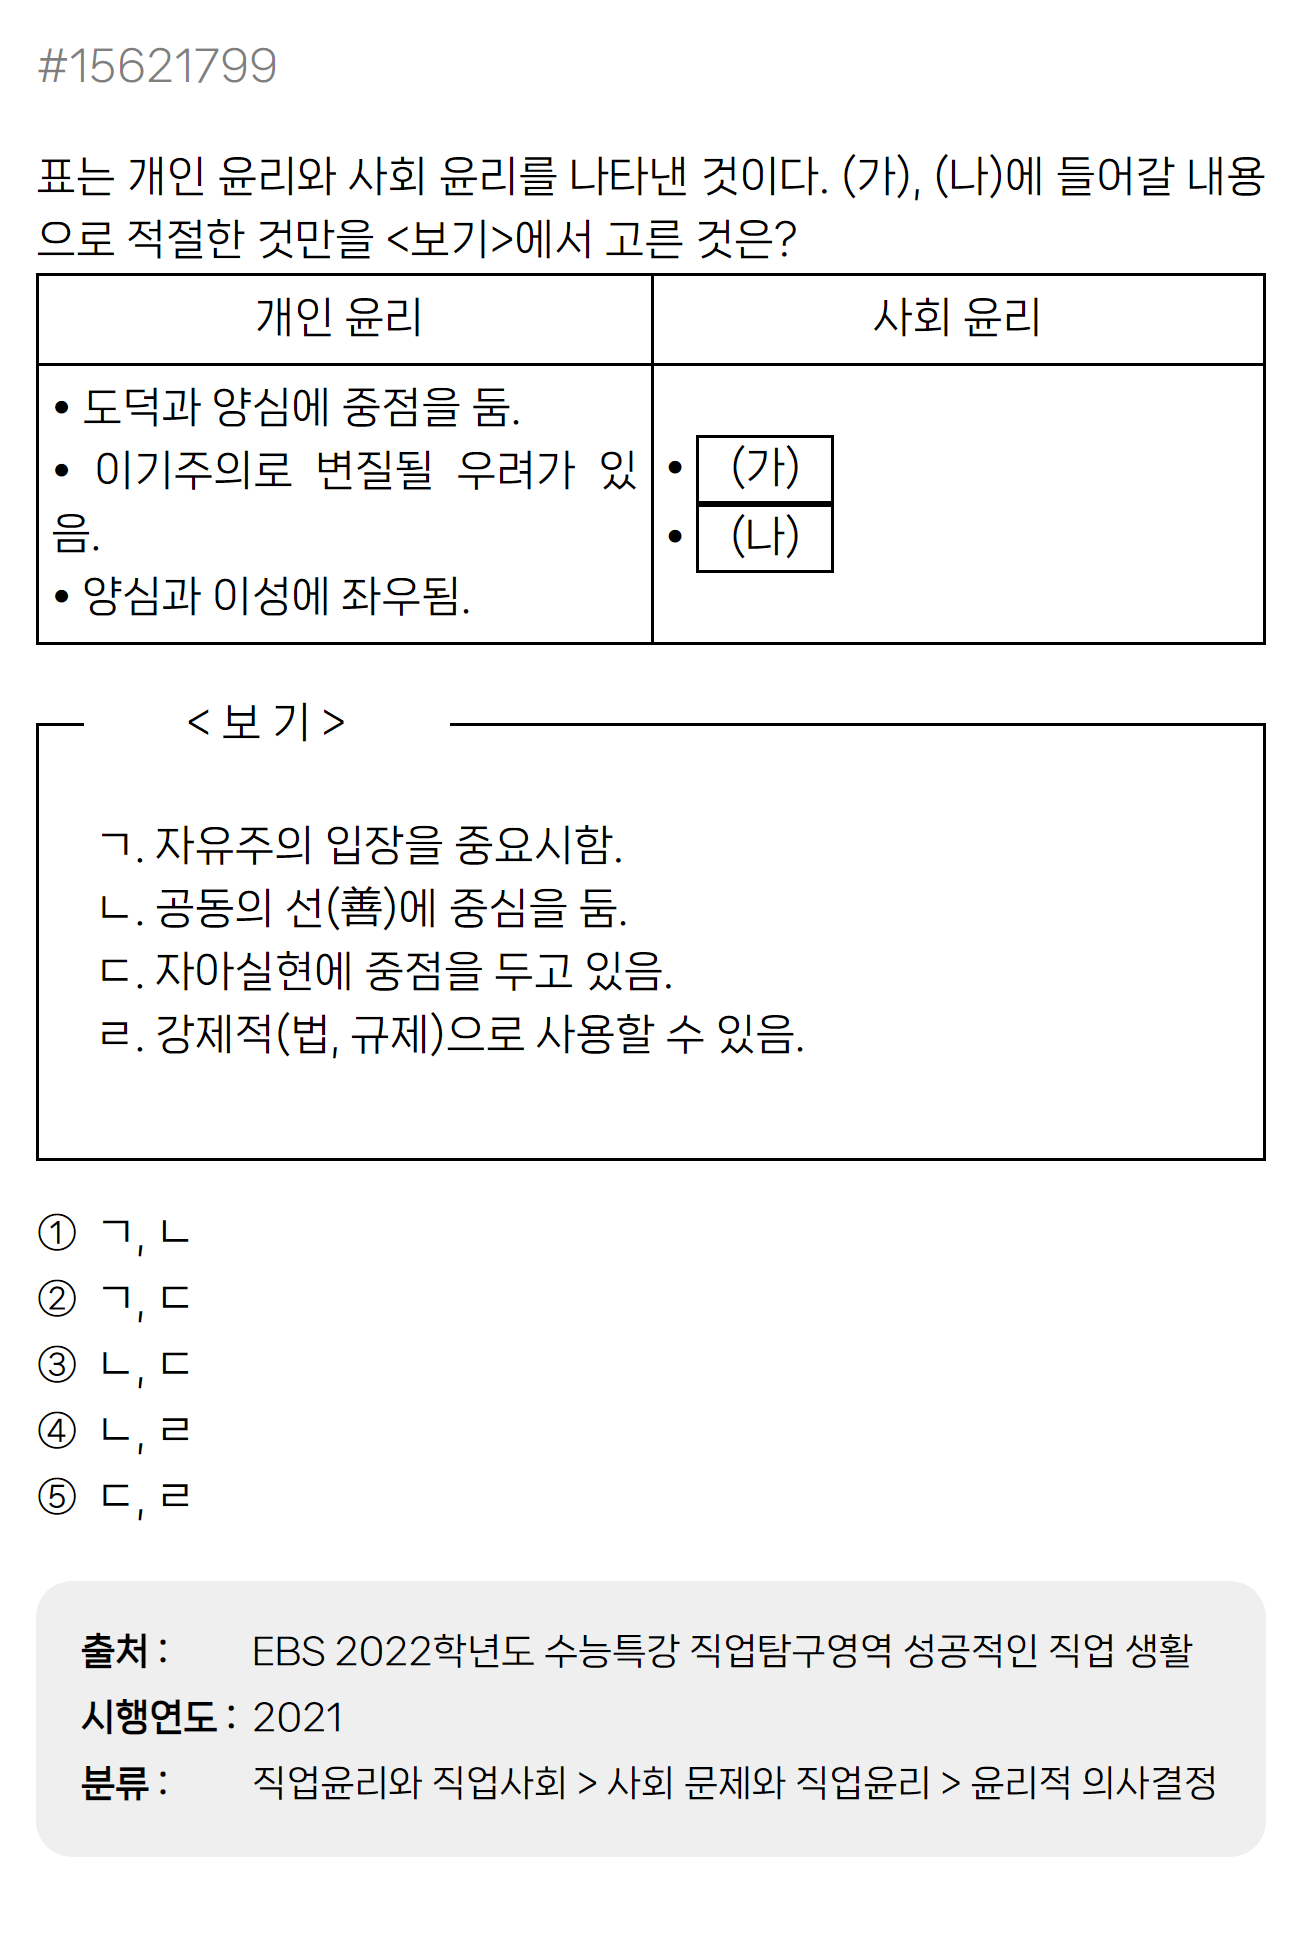 #15621799
표는 개인 윤리와 사회 윤리를 나타낸 것이다. (가), (나)에 들어갈 내용
으로 적절한 것만을 <보기>에서 고른 것은?
개인 윤리
사회 윤리
• 도덕과 양심에 중점을 둠.
• 이기주의로 변질될 우려가 있
음.
• 양심과 이성에 좌우됨.
• (가)
• (나)
< 보 기 >
ㄱ. 자유주의 입장을 중요시함.
ㄴ. 공동의 선(善)에 중심을 둠.
ㄷ. 자아실현에 중점을 두고 있음.
ㄹ. 강제적(법, 규제)으로 사용할 수 있음.
① ㄱ, ㄴ
② ㄱ, ㄷ
③ ㄴ, ㄷ
④ ㄴ, ㄹ
⑤ ㄷ, ㄹ
출처 : EBS 2022학년도 수능특강 직업탐구영역 성공적인 직업 생활
시행연도 : 2021
분류 : 직업윤리와 직업사회 > 사회 문제와 직업윤리 > 윤리적 의사결정